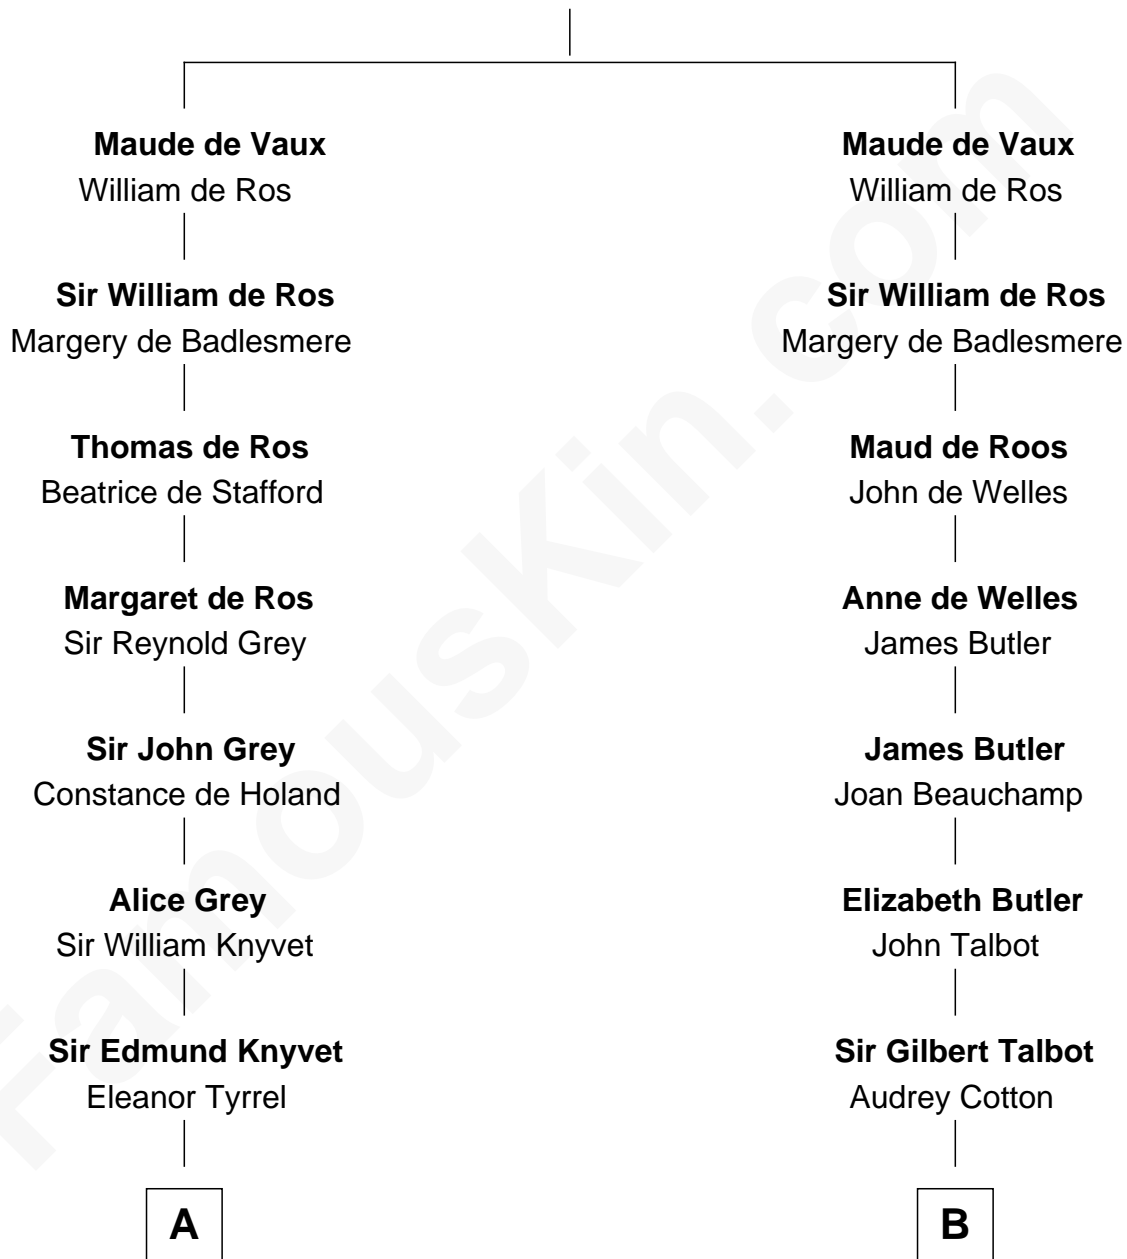 Maude de Vaux
William de Ros
Sir William de Ros
Margery de Badlesmere
Thomas de Ros
Beatrice de Stafford
Margaret de Ros
Sir Reynold Grey
Sir John Grey
Constance de Holand
Alice Grey
Sir William Knyvet
Sir Edmund Knyvet
Eleanor Tyrrel
A
Maude de Vaux
William de Ros
Sir William de Ros
Margery de Badlesmere
Maud de Roos
John de Welles
Anne de Welles
James Butler
James Butler
Joan Beauchamp
Elizabeth Butler
John Talbot
Sir Gilbert Talbot
Audrey Cotton
B
FamousKin.com